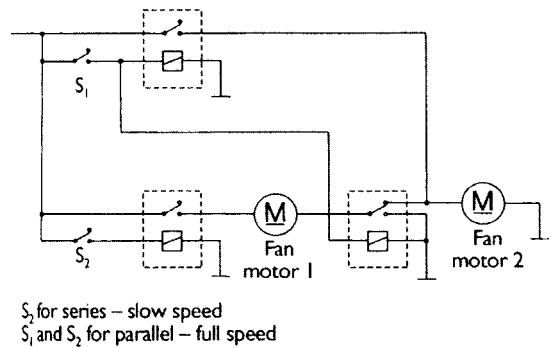 S1
M
M
Fan
motor 1
Fan
motor 2
S2
S2 for series – slow speed
S1 and S2 for parallel – full speed